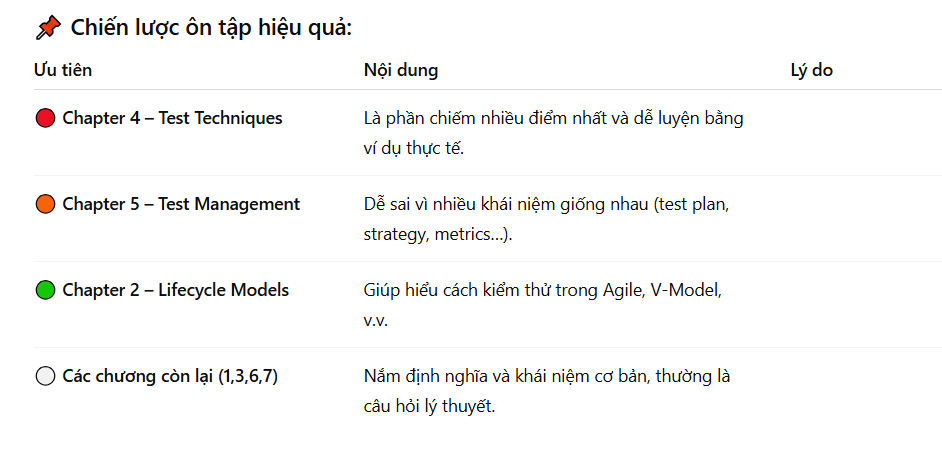 📌 Chiến lược ôn tập hiệu quả:
Ưu tiên Nội dung Lý do
🔴 Chapter 4 – Test Techniques Là phần chiếm nhiều điểm nhất và dễ luyện bằng
ví dụ thực tế.
🟠 Chapter 5 – Test Management Dễ sai vì nhiều khái niệm giống nhau (test plan,
strategy, metrics...).
🟢 Chapter 2 – Lifecycle Models Giúp hiểu cách kiểm thử trong Agile, V-Model,
v.v.
⚪ Các chương còn lại (1,3,6,7) Nắm định nghĩa và khái niệm cơ bản, thường là
câu hỏi lý thuyết.